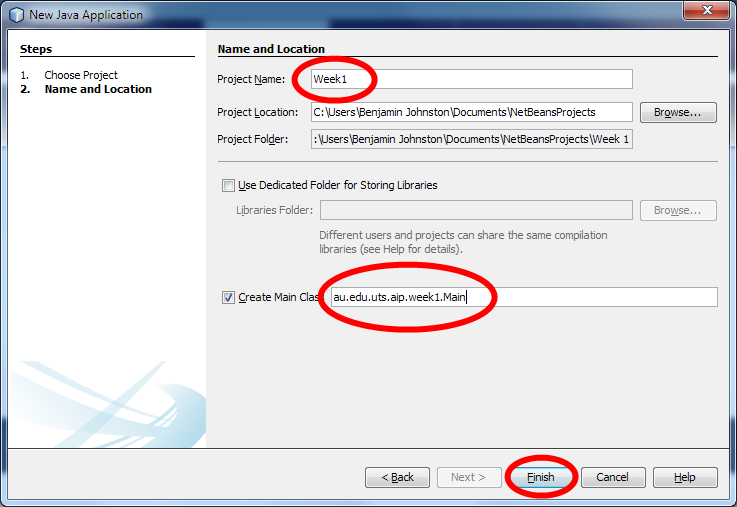 New Java Application
Steps
1. Choose Project
2. Name and Location
Name and Location
Project Name: Week1
Project Location: C:\Users\Benjamin Johnston\Documents\NetBeansProjects Browse...
Project Folder: :\Users\Benjamin Johnston\Documents\NetBeansProjects\Week 1
Use Dedicated Folder for Storing Libraries
Libraries Folder: Browse...
Different users and projects can share the same compilation
libraries (see Help for details).
Create Main Clas au.edu.uts.aip.week1.Main
< Back Next > Finish Cancel Help